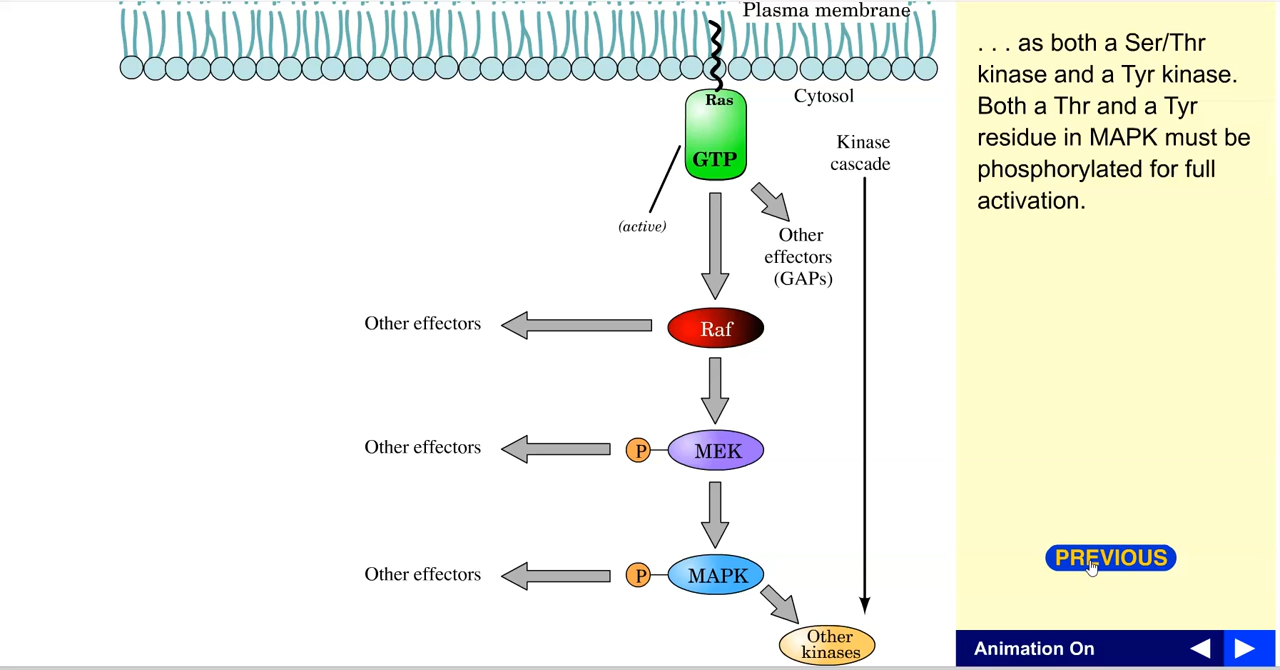 Plasma membrane
Ras
Cytosol
GTP
Kinase
cascade
(active)
Other
effectors
(GAPs)
Other effectors
Raf
Other effectors
P
MEK
Other effectors
P
MAPK
Other
kinases
. . . as both a Ser/Thr
kinase and a Tyr kinase.
Both a Thr and a Tyr
residue in MAPK must be
phosphorylated for full
activation.
PREVIOUS
Animation On